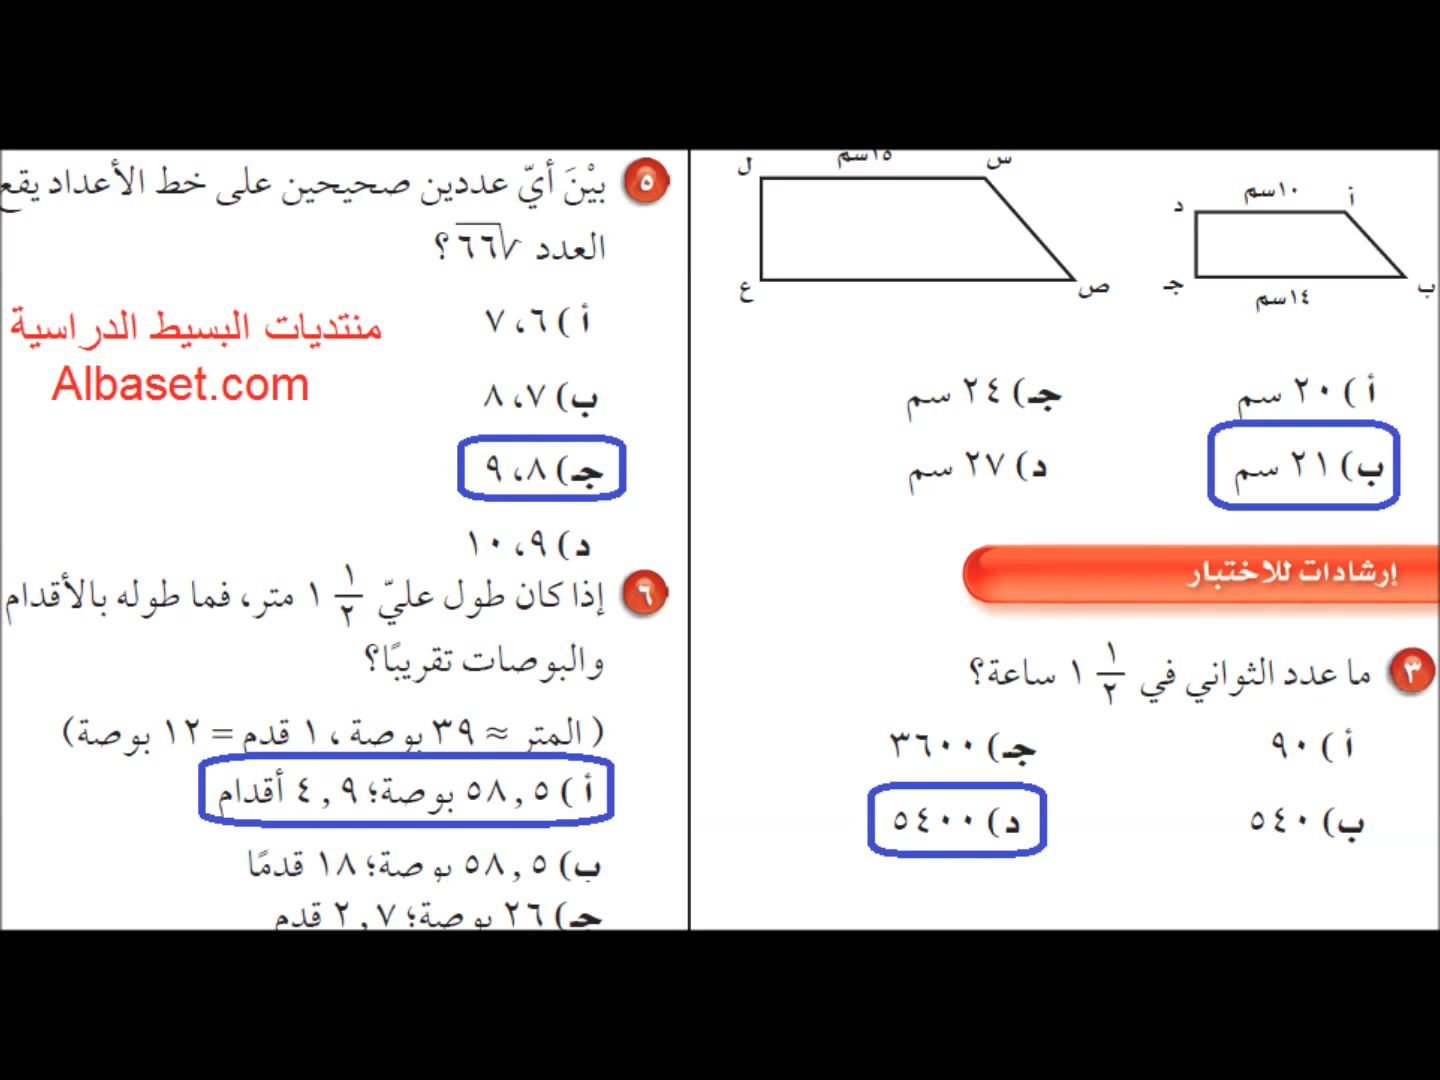 س ١٥سم ل
ص ع
أ ١٠سم د
ب ١٤سم جـ
أ) ٢٠ سم جـ) ٢٤ سم
ب) ٢١ سم د) ٢٧ سم
إرشادات للاختبار
٣ ما عدد الثواني في ١ ١/٢ ساعة؟
أ) ٩٠ جـ) ٣٦٠٠
ب) ٥٤٠ د) ٥٤٠٠
٥ بيْنَ أيّ عددين صحيحين على خط الأعداد يقع
العدد √٦٦؟
أ) ٦، ٧
ب) ٧، ٨
جـ) ٨، ٩
د) ٩، ١٠
منتديات البسيط الدراسية
Albaset.com
٦ إذا كان طول عليّ ١ ١/٢ متر، فما طوله بالأقدام
والبوصات تقريبًا؟
( المتر ≈ ٣٩ بوصة ، ١ قدم = ١٢ بوصة)
أ) ٥٨,٥ بوصة؛ ٤,٩ أقدام
ب) ٥٨,٥ بوصة؛ ١٨ قدمًا
جـ) ٢٦ بوصة؛ ٢,٧ قدم